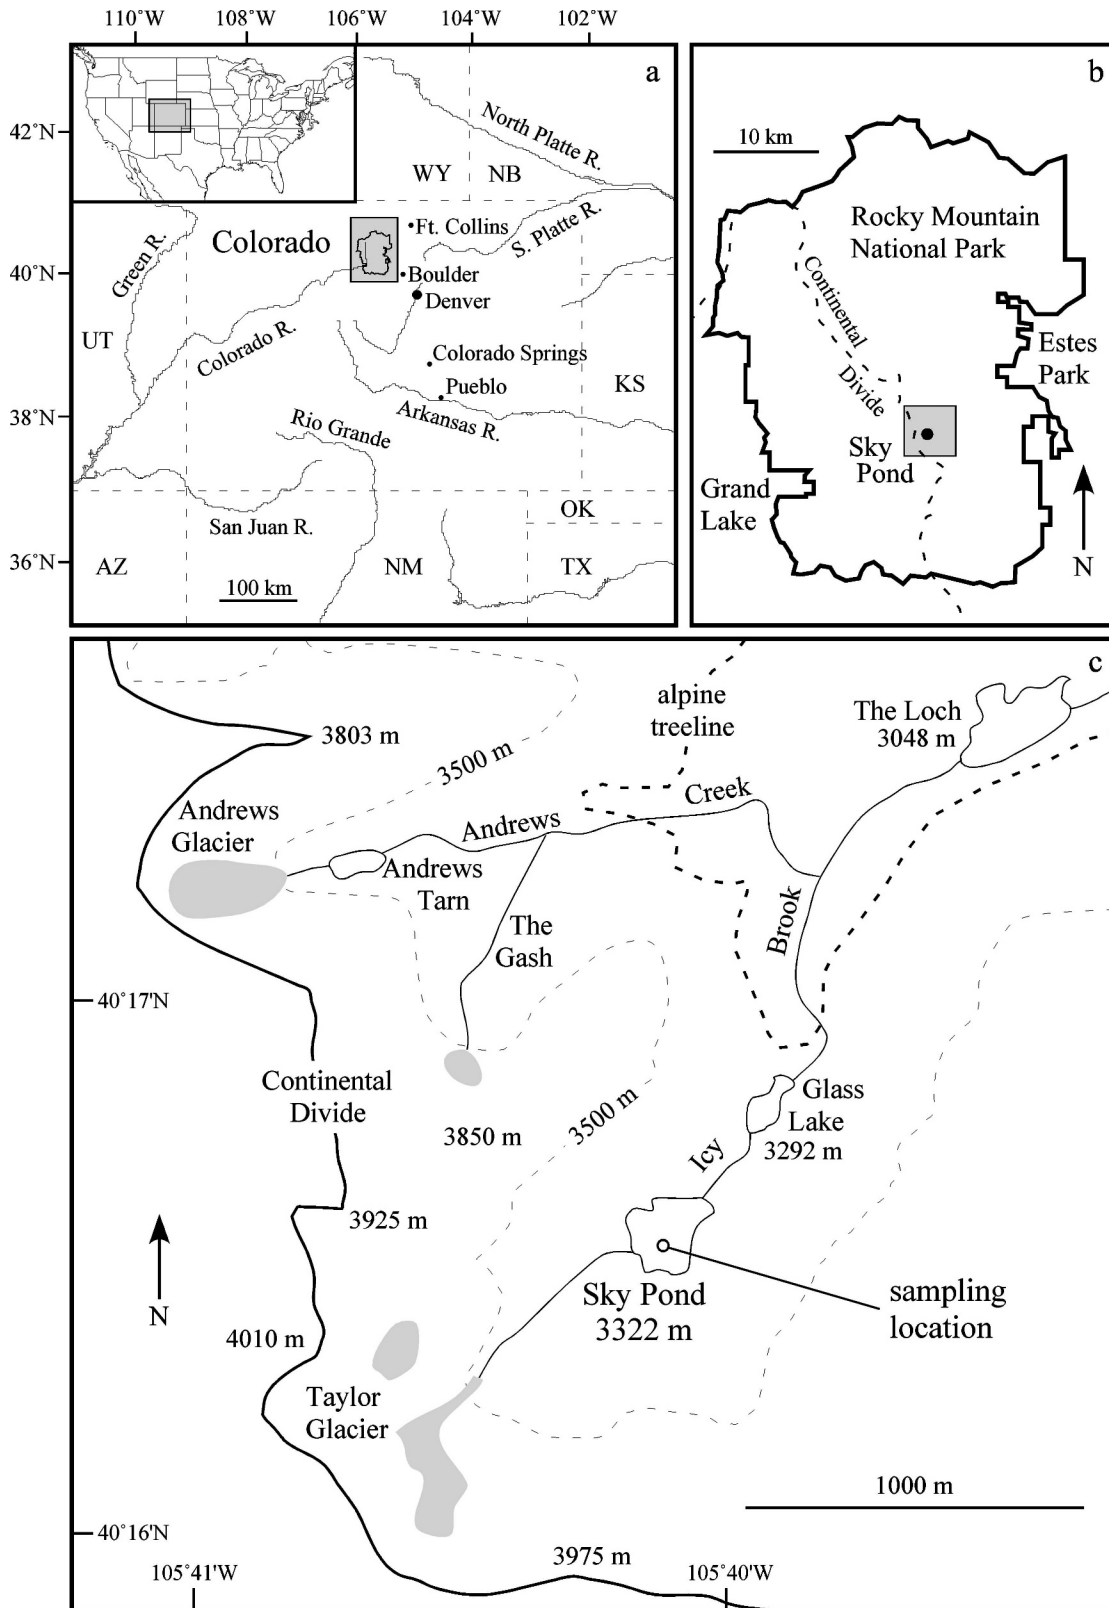 110˚W
108˚W
106˚W
104˚W
102˚W
a
42˚N
40˚N
38˚N
36˚N
North Platte R.
WY
NB
Ft. Collins
S. Platte R.
Colorado
Green R.
Boulder
Denver
UT
Colorado R.
Colorado Springs
Pueblo
KS
Arkansas R.
Rio Grande
OK
San Juan R.
AZ
NM
TX
100 km
b
10 km
Rocky Mountain
National Park
Continental
Divide
Estes
Park
Sky
Pond
Grand
Lake
N
c
alpine
treeline
The Loch
3048 m
3803 m
3500 m
Andrews
Glacier
Andrews
Creek
Andrews
Tarn
The
Gash
Brook
40˚17'N
Continental
Divide
Glass
Lake
3292 m
3500 m
3850 m
Icy
3925 m
N
Sky Pond
3322 m
sampling
location
4010 m
Taylor
Glacier
1000 m
40˚16'N
3975 m
105˚41'W
105˚40'W